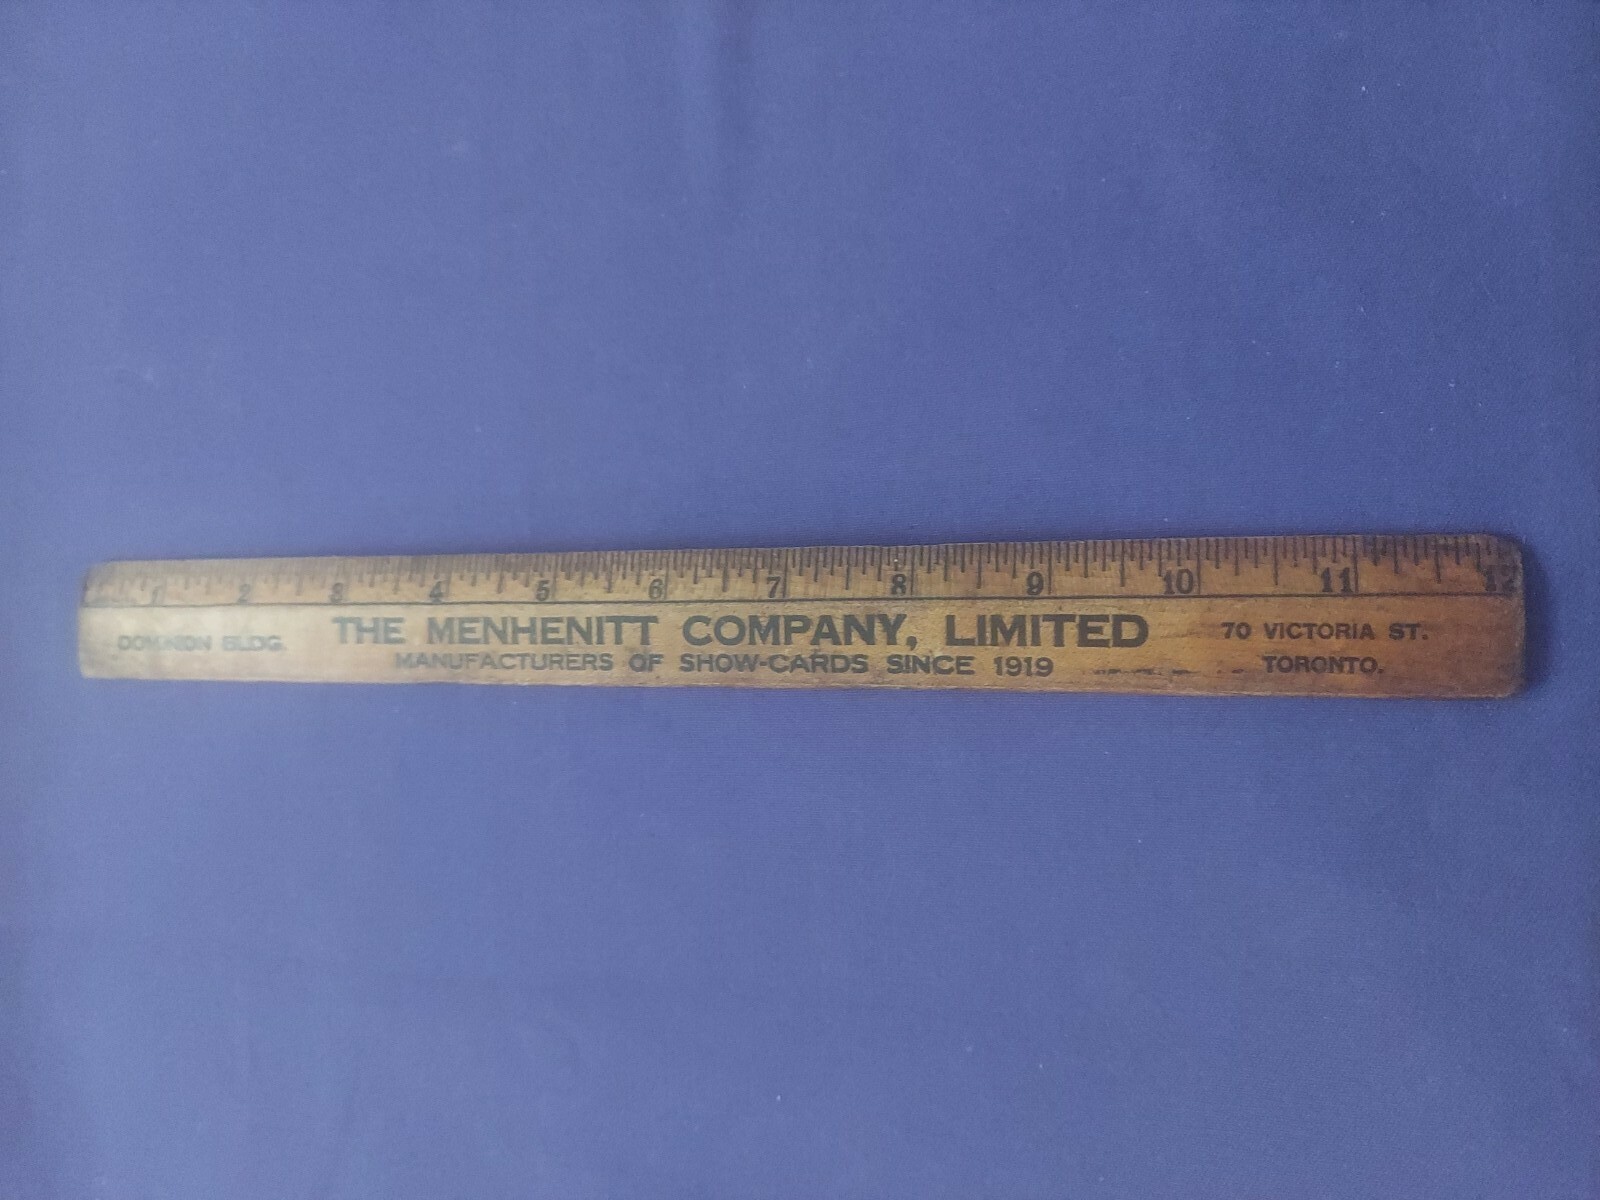 1 2 3 4 5 6 7 8 9 10 11 12
DOMINION BLDG. THE MENHENITT COMPANY, LIMITED 70 VICTORIA ST.
MANUFACTURERS OF SHOW-CARDS SINCE 1919 TORONTO.